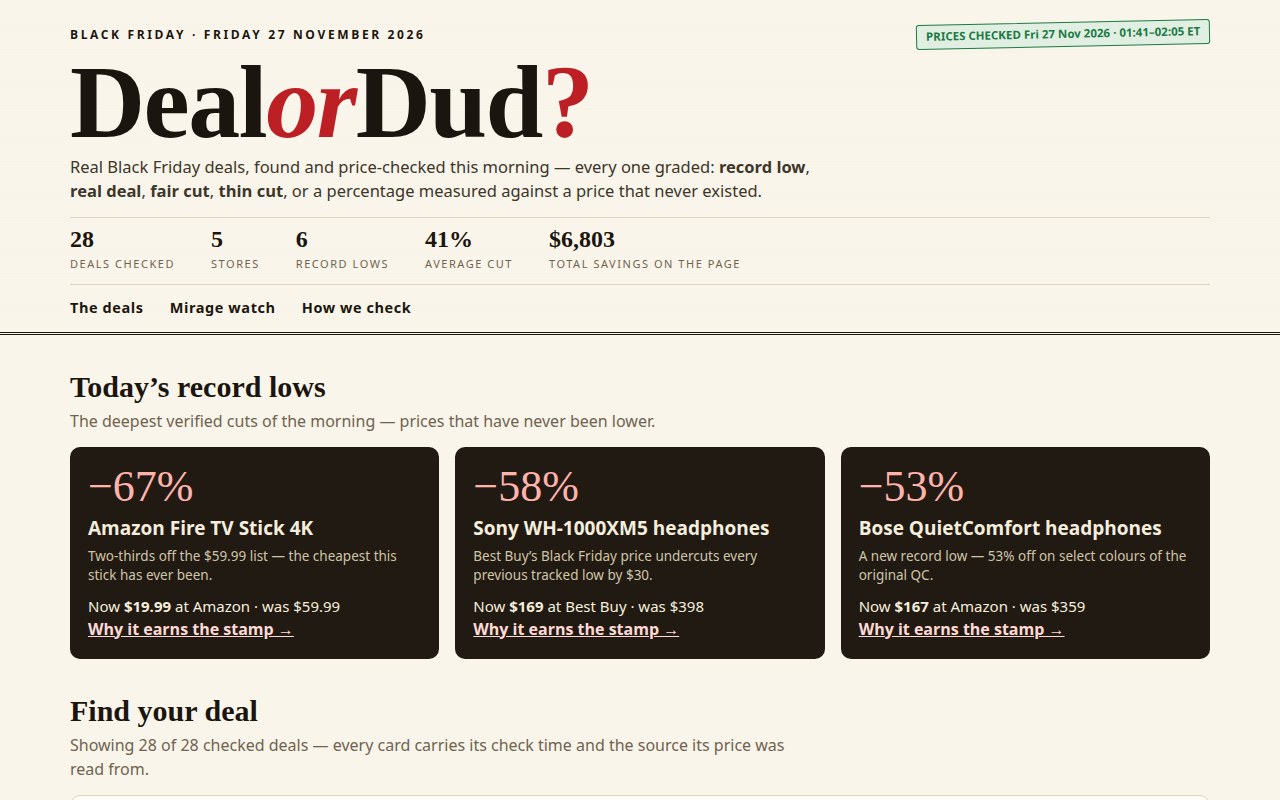 BLACK FRIDAY · FRIDAY 27 NOVEMBER 2026
PRICES CHECKED Fri 27 Nov 2026 · 01:41–02:05 ET
DealorDud?
Real Black Friday deals, found and price-checked this morning — every one graded: record low,
real deal, fair cut, thin cut, or a percentage measured against a price that never existed.
28
DEALS CHECKED
5
STORES
6
RECORD LOWS
41%
AVERAGE CUT
$6,803
TOTAL SAVINGS ON THE PAGE
The deals
Mirage watch
How we check
Today’s record lows
The deepest verified cuts of the morning — prices that have never been lower.
−67%
Amazon Fire TV Stick 4K
Two-thirds off the $59.99 list — the cheapest this
stick has ever been.
Now $19.99 at Amazon · was $59.99
Why it earns the stamp →
−58%
Sony WH-1000XM5 headphones
Best Buy’s Black Friday price undercuts every
previous tracked low by $30.
Now $169 at Best Buy · was $398
Why it earns the stamp →
−53%
Bose QuietComfort headphones
A new record low — 53% off on select colours of the
original QC.
Now $167 at Amazon · was $359
Why it earns the stamp →
Find your deal
Showing 28 of 28 checked deals — every card carries its check time and the source its price was
read from.